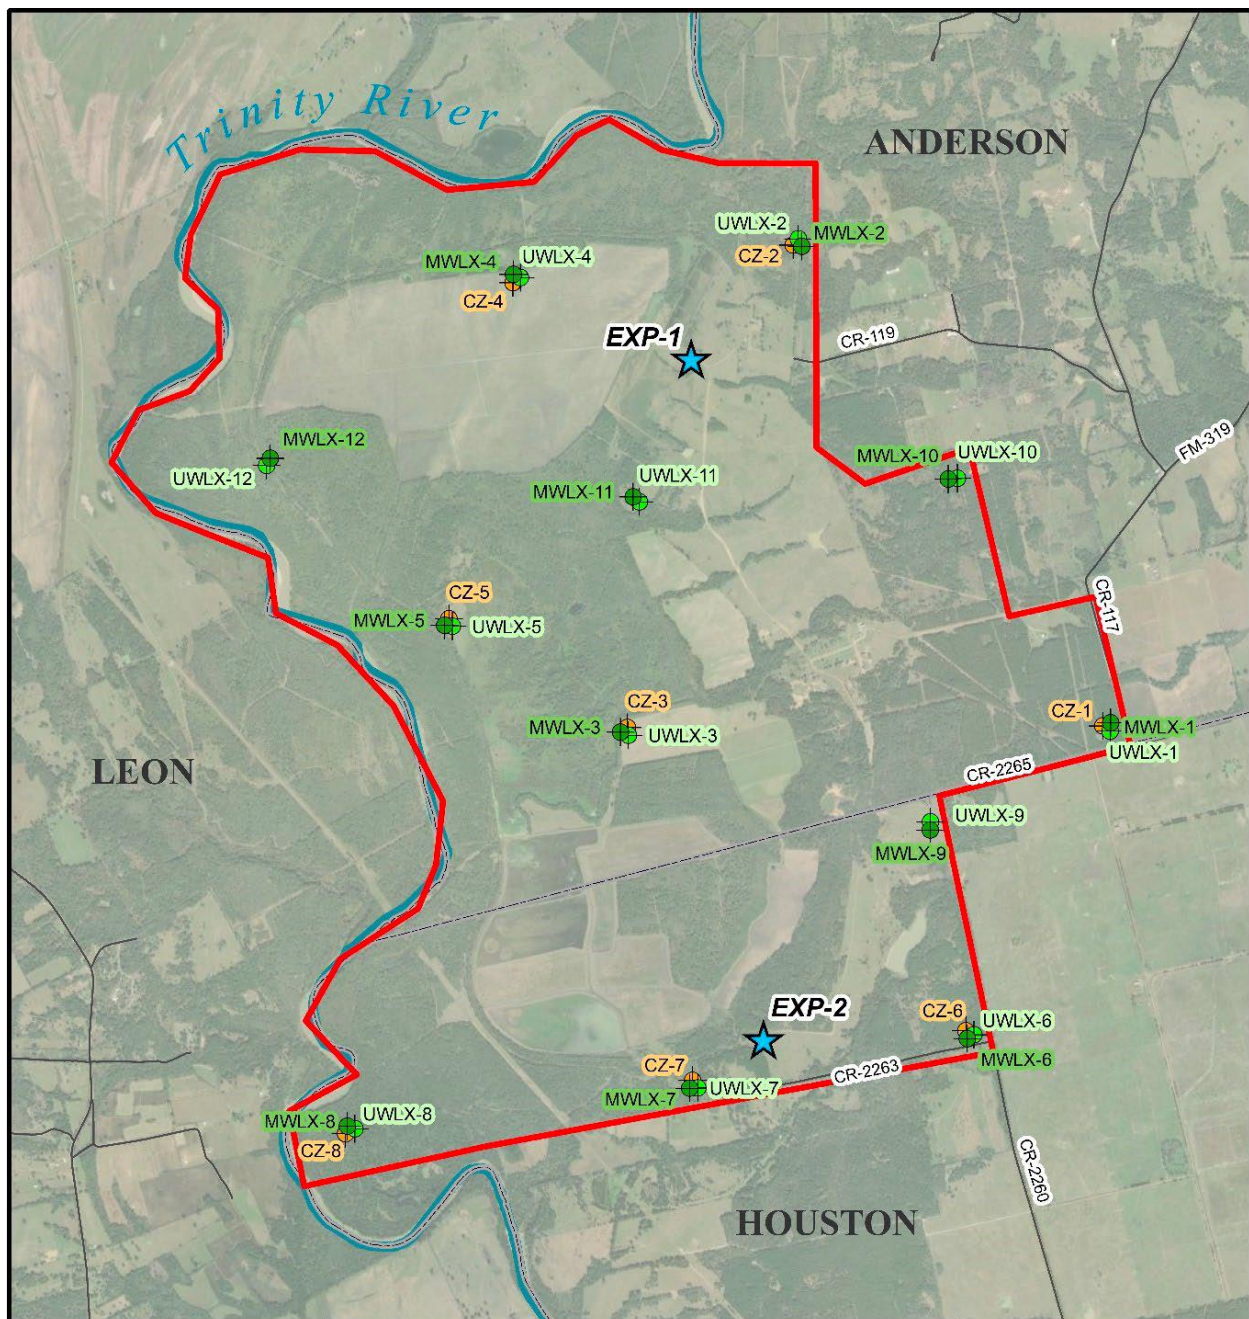 Trinity River
ANDERSON
UWLX-2
MWLX-2
CZ-2
MWLX-4
UWLX-4
CZ-4
EXP-1
CR-119
FM-319
MWLX-12
UWLX-12
MWLX-10
UWLX-10
UWLX-11
MWLX-11
CZ-5
MWLX-5
UWLX-5
CR-117
CZ-3
MWLX-3
UWLX-3
CZ-1
MWLX-1
UWLX-1
LEON
CR-2265
UWLX-9
MWLX-9
EXP-2
CZ-6
UWLX-6
MWLX-6
CZ-7
CR-2263
MWLX-7
UWLX-7
MWLX-8
UWLX-8
CZ-8
CR-2260
HOUSTON